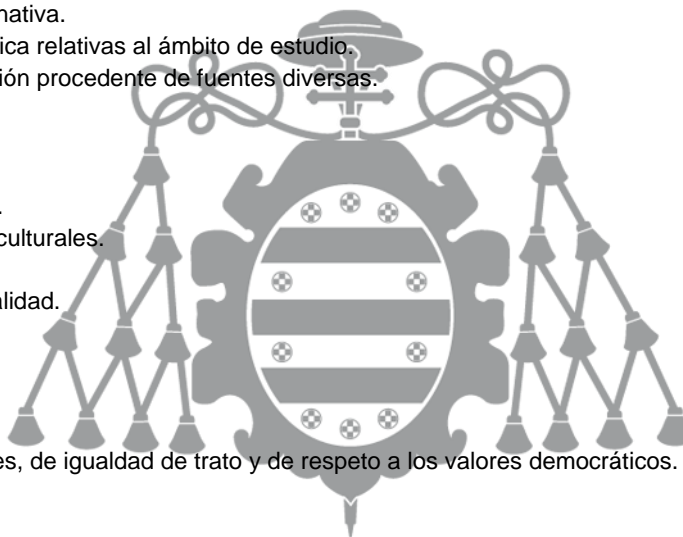 nativa.
ica relativas al ámbito de estudio.
ción procedente de fuentes diversas.
.
culturales.
alidad.
es, de igualdad de trato y de respeto a los valores democráticos.